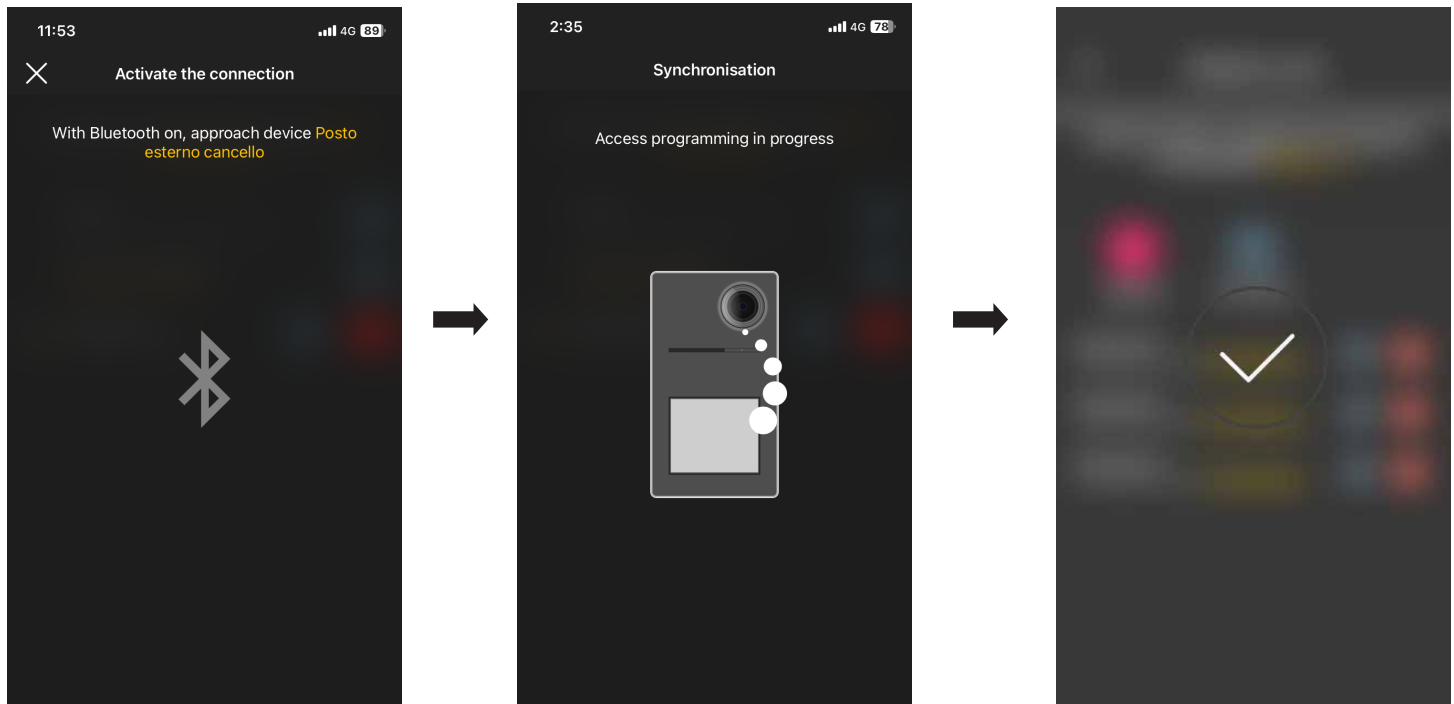 11:53
4G 89
Activate the connection
With Bluetooth on, approach device Posto
esterno cancello
2:35
4G 78
Synchronisation
Access programming in progress